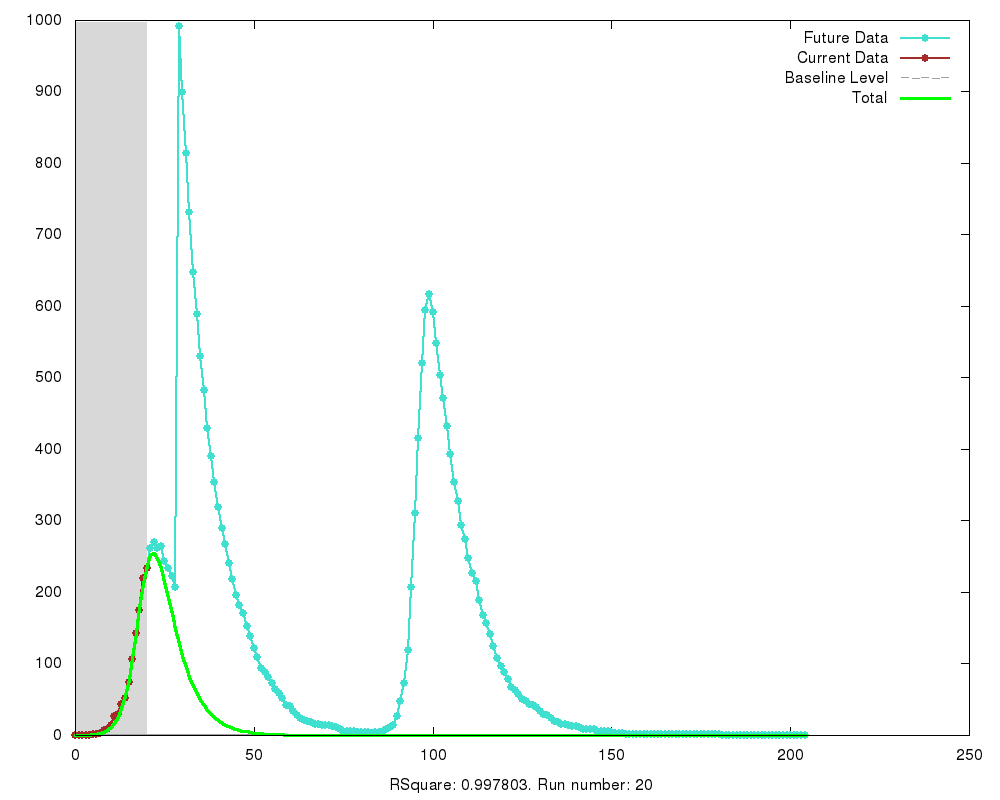 1000
900
800
700
600
500
400
300
200
100
0
0 50 100 150 200 250
Future Data
Current Data
Baseline Level
Total
RSquare: 0.997803. Run number: 20